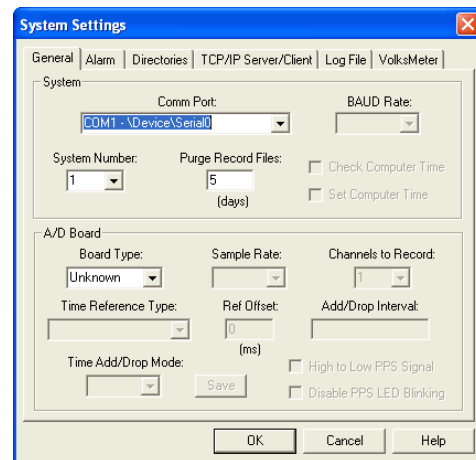 System Settings
General Alarm Directories TCP/IP Server/Client Log File VolksMeter
System
Comm Port: BAUD Rate:
COM1 - \Device\Serial0
System Number: Purge Record Files: Check Computer Time
1 5
(days) Set Computer Time
A/D Board
Board Type: Sample Rate: Channels to Record:
Unknown 1
Time Reference Type: Ref Offset: Add/Drop Interval:
0
(ms)
Time Add/Drop Mode: High to Low PPS Signal
Save Disable PPS LED Blinking
OK Cancel Help